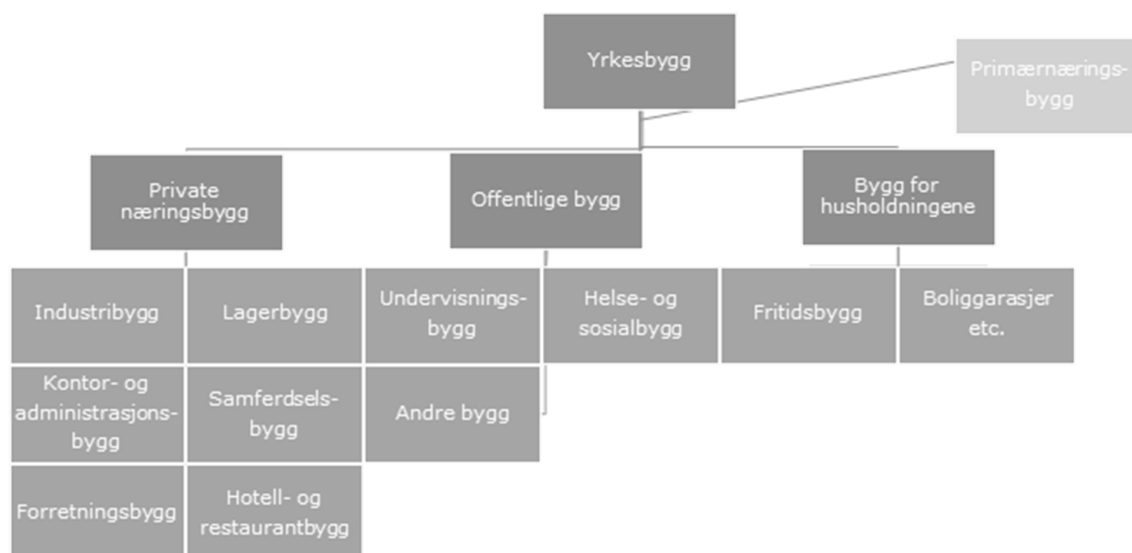 Yrkesbygg
Primærnærings-
bygg
Private
næringsbygg
Offentlige bygg
Bygg for
husholdningene
Industribygg
Lagerbygg
Undervisnings-
bygg
Helse- og
sosialbygg
Fritidsbygg
Boliggarasjer
etc.
Kontor- og
administrasjons-
bygg
Samferdsels-
bygg
Andre bygg
Forretningsbygg
Hotell- og
restaurantbygg